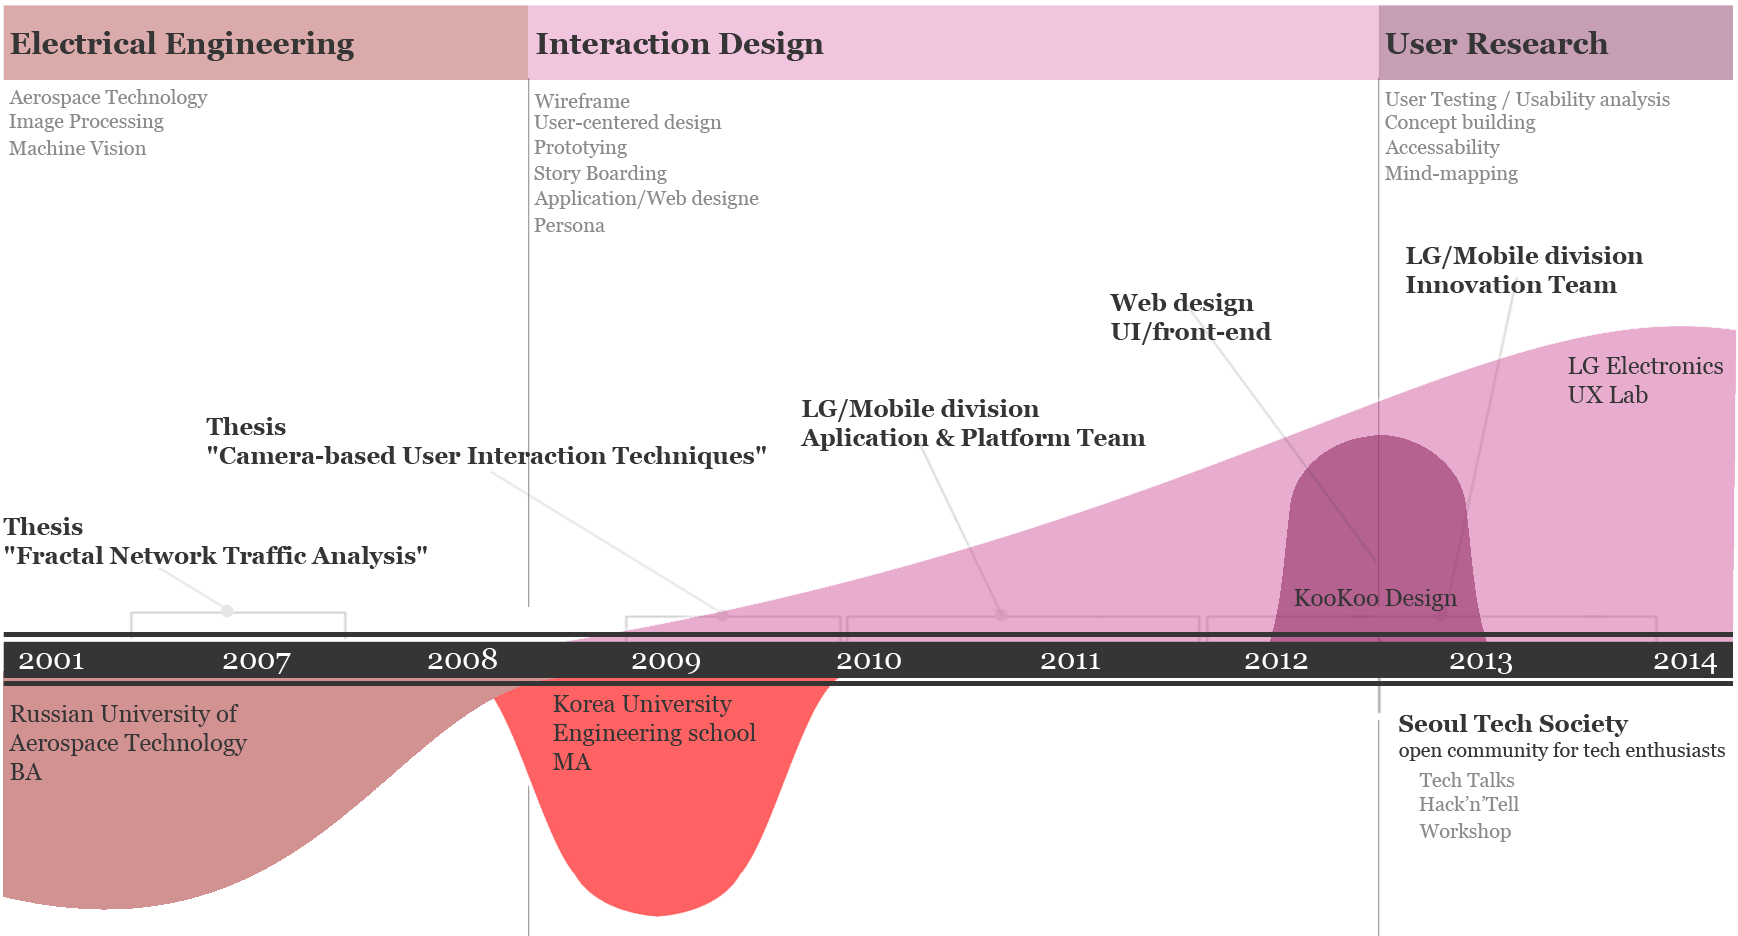 Electrical Engineering
Aerospace Technology
Image Processing
Machine Vision
Interaction Design
Wireframe
User-centered design
Prototying
Story Boarding
Application/Web designe
Persona
User Research
User Testing / Usability analysis
Concept building
Accessability
Mind-mapping
LG/Mobile division
Innovation Team
Web design
UI/front-end
LG Electronics
UX Lab
LG/Mobile division
Aplication & Platform Team
Thesis
"Camera-based User Interaction Techniques"
Thesis
"Fractal Network Traffic Analysis"
KooKoo Design
2001 2007 2008 2009 2010 2011 2012 2013 2014
Russian University of
Aerospace Technology
BA
Korea University
Engineering school
MA
Seoul Tech Society
open community for tech enthusiasts
Tech Talks
Hack’n’Tell
Workshop